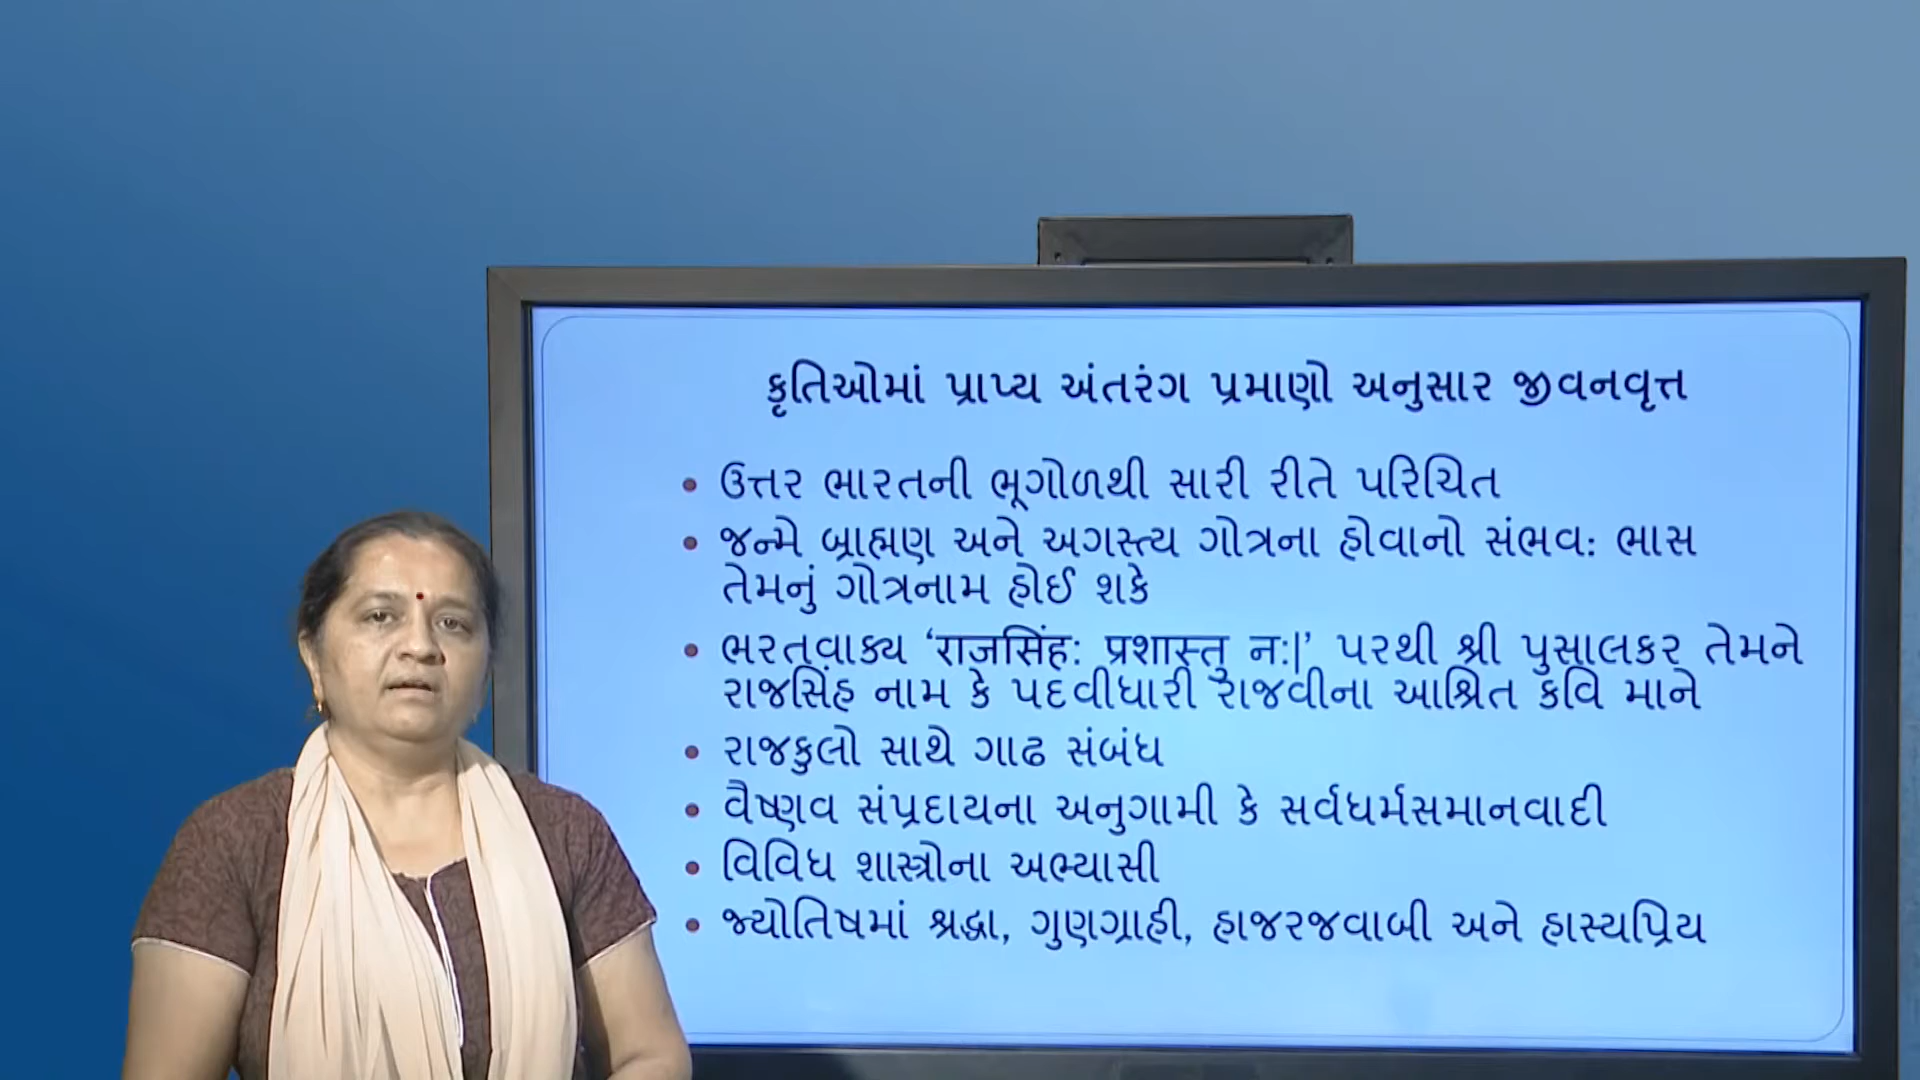 કૃતિઓમાં પ્રાપ્ય અંતરંગ પ્રમાણો અનુસાર જીવનવૃત્ત
• ઉત્તર ભારતની ભૂગોળથી સારી રીતે પરિચિત
• જન્મે બ્રાહ્મણ અને અગસ્ત્ય ગોત્રના હોવાનો સંભવ: ભાસ
તેમનું ગોત્રનામ હોઈ શકે
• ભરતવાક્ય ‘राजसिंह: प्रशास्तु न:|’ પરથી શ્રી પુસાલકર તેમને
રાજસિંહ નામ કે પદવીધારી રાજવીના આશ્રિત કવિ માને
• રાજકુલો સાથે ગાઢ સંબંધ
• વૈષ્ણવ સંપ્રદાયના અનુગામી કે સર્વધર્મસમાનવાદી
• વિવિધ શાસ્ત્રોના અભ્યાસી
• જ્યોતિષમાં શ્રદ્ધા, ગુણગ્રાહી, હાજરજવાબી અને હાસ્યપ્રિય